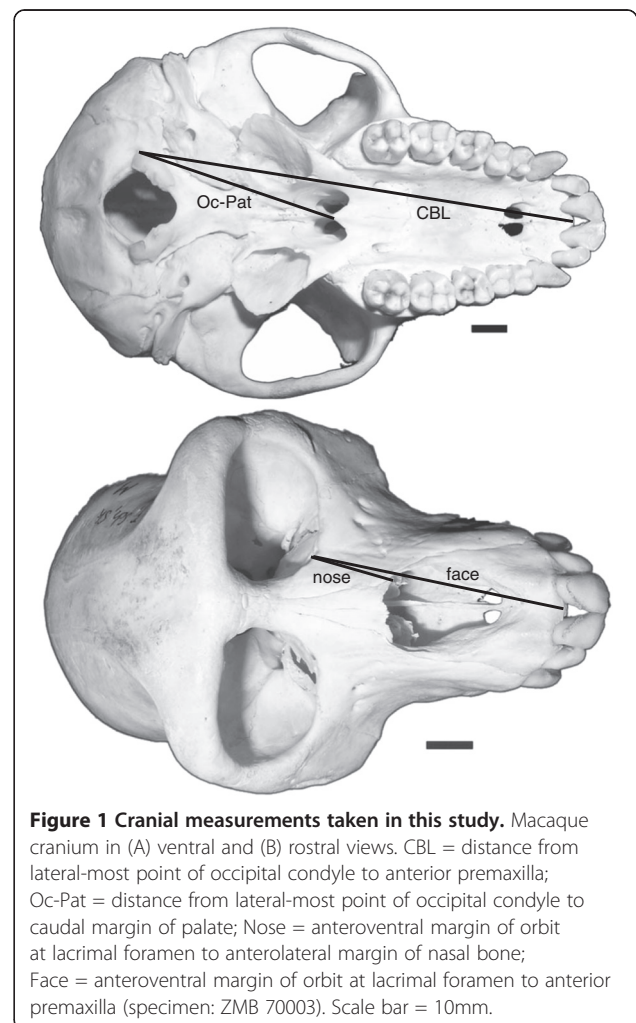 Oc-Pat
CBL
nose
face
Figure 1 Cranial measurements taken in this study. Macaque
cranium in (A) ventral and (B) rostral views. CBL = distance from
lateral-most point of occipital condyle to anterior premaxilla;
Oc-Pat = distance from lateral-most point of occipital condyle to
caudal margin of palate; Nose = anteroventral margin of orbit
at lacrimal foramen to anterolateral margin of nasal bone;
Face = anteroventral margin of orbit at lacrimal foramen to anterior
premaxilla (specimen: ZMB 70003). Scale bar = 10mm.